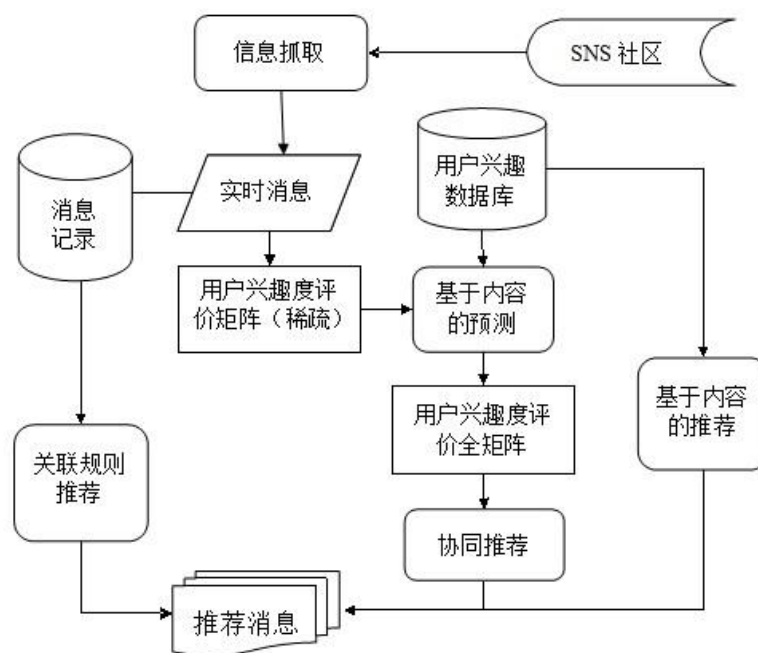 信息抓取
SNS 社区
实时消息
用户兴趣
数据库
消息
记录
用户兴趣度评
价矩阵（稀疏）
基于内容
的预测
基于内容
的推荐
用户兴趣度评
价全矩阵
关联规则
推荐
协同推荐
推荐消息